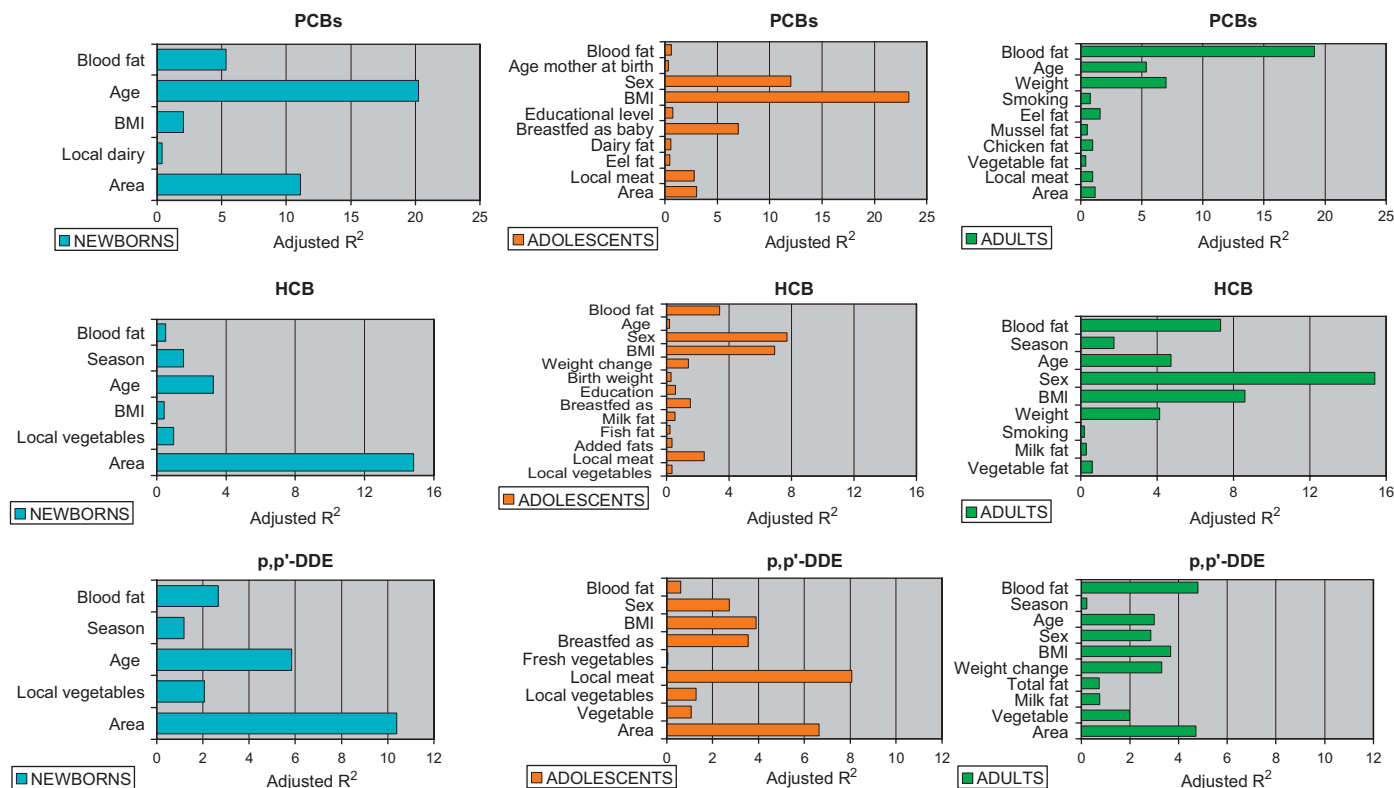 PCBs
Blood fat
Age
BMI
Local dairy
Area
0 5 10 15 20 25
Adjusted R²
NEWBORNS
PCBs
Blood fat
Age mother at birth
Sex
BMI
Educational level
Breastfed as baby
Dairy fat
Eel fat
Local meat
Area
0 5 10 15 20 25
Adjusted R²
ADOLESCENTS
PCBs
Blood fat
Age
Weight
Smoking
Eel fat
Mussel fat
Chicken fat
Vegetable fat
Local meat
Area
0 5 10 15 20 25
Adjusted R²
ADULTS
HCB
Blood fat
Season
Age
BMI
Local vegetables
Area
0 4 8 12 16
Adjusted R²
NEWBORNS
HCB
Blood fat
Age
Sex
BMI
Weight change
Birth weight
Education
Breastfed as
Milk fat
Fish fat
Added fats
Local meat
Local vegetables
0 4 8 12 16
Adjusted R²
ADOLESCENTS
HCB
Blood fat
Season
Age
Sex
BMI
Weight
Smoking
Milk fat
Vegetable fat
0 4 8 12 16
Adjusted R²
ADULTS
p,p'-DDE
Blood fat
Season
Age
Local vegetables
Area
0 2 4 6 8 10 12
Adjusted R²
NEWBORNS
p,p'-DDE
Blood fat
Sex
BMI
Breastfed as
Fresh vegetables
Local meat
Local vegetables
Vegetable
Area
0 2 4 6 8 10 12
Adjusted R²
ADOLESCENTS
p,p'-DDE
Blood fat
Season
Age
Sex
BMI
Weight change
Total fat
Milk fat
Vegetable
Area
0 2 4 6 8 10 12
Adjusted R²
ADULTS